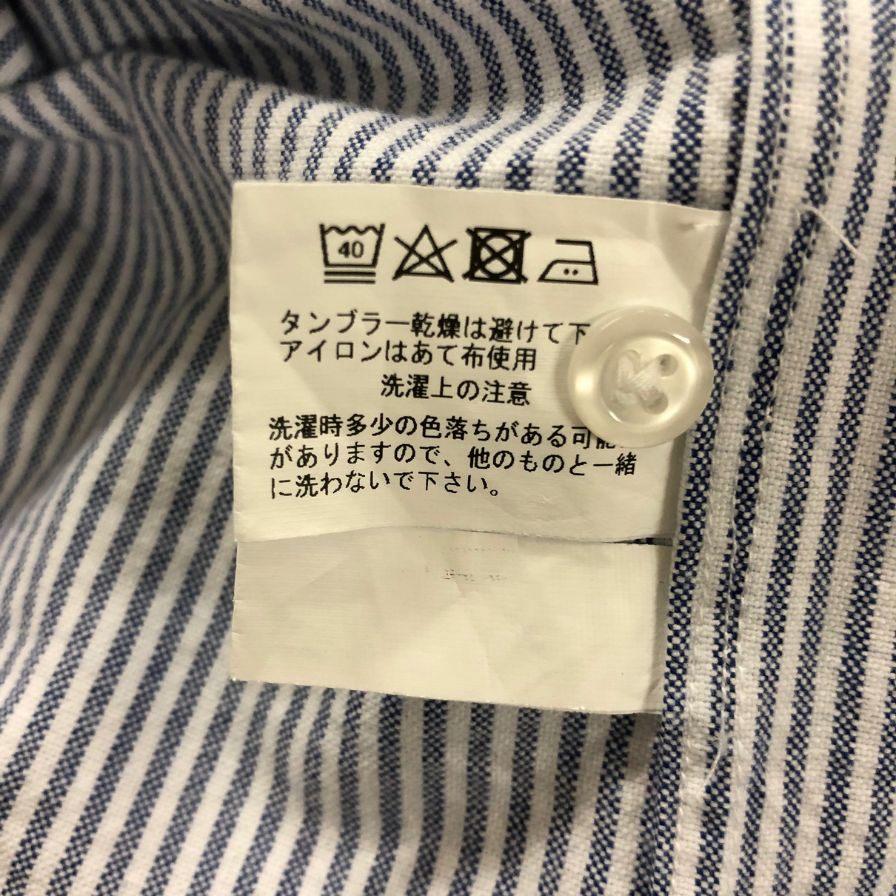 40
タンブラー乾燥は避けて下
アイロンはあて布使用
洗濯上の注意
洗濯時多少の色落ちがある可能
がありますので、他のものと一緒
に洗わないで下さい。